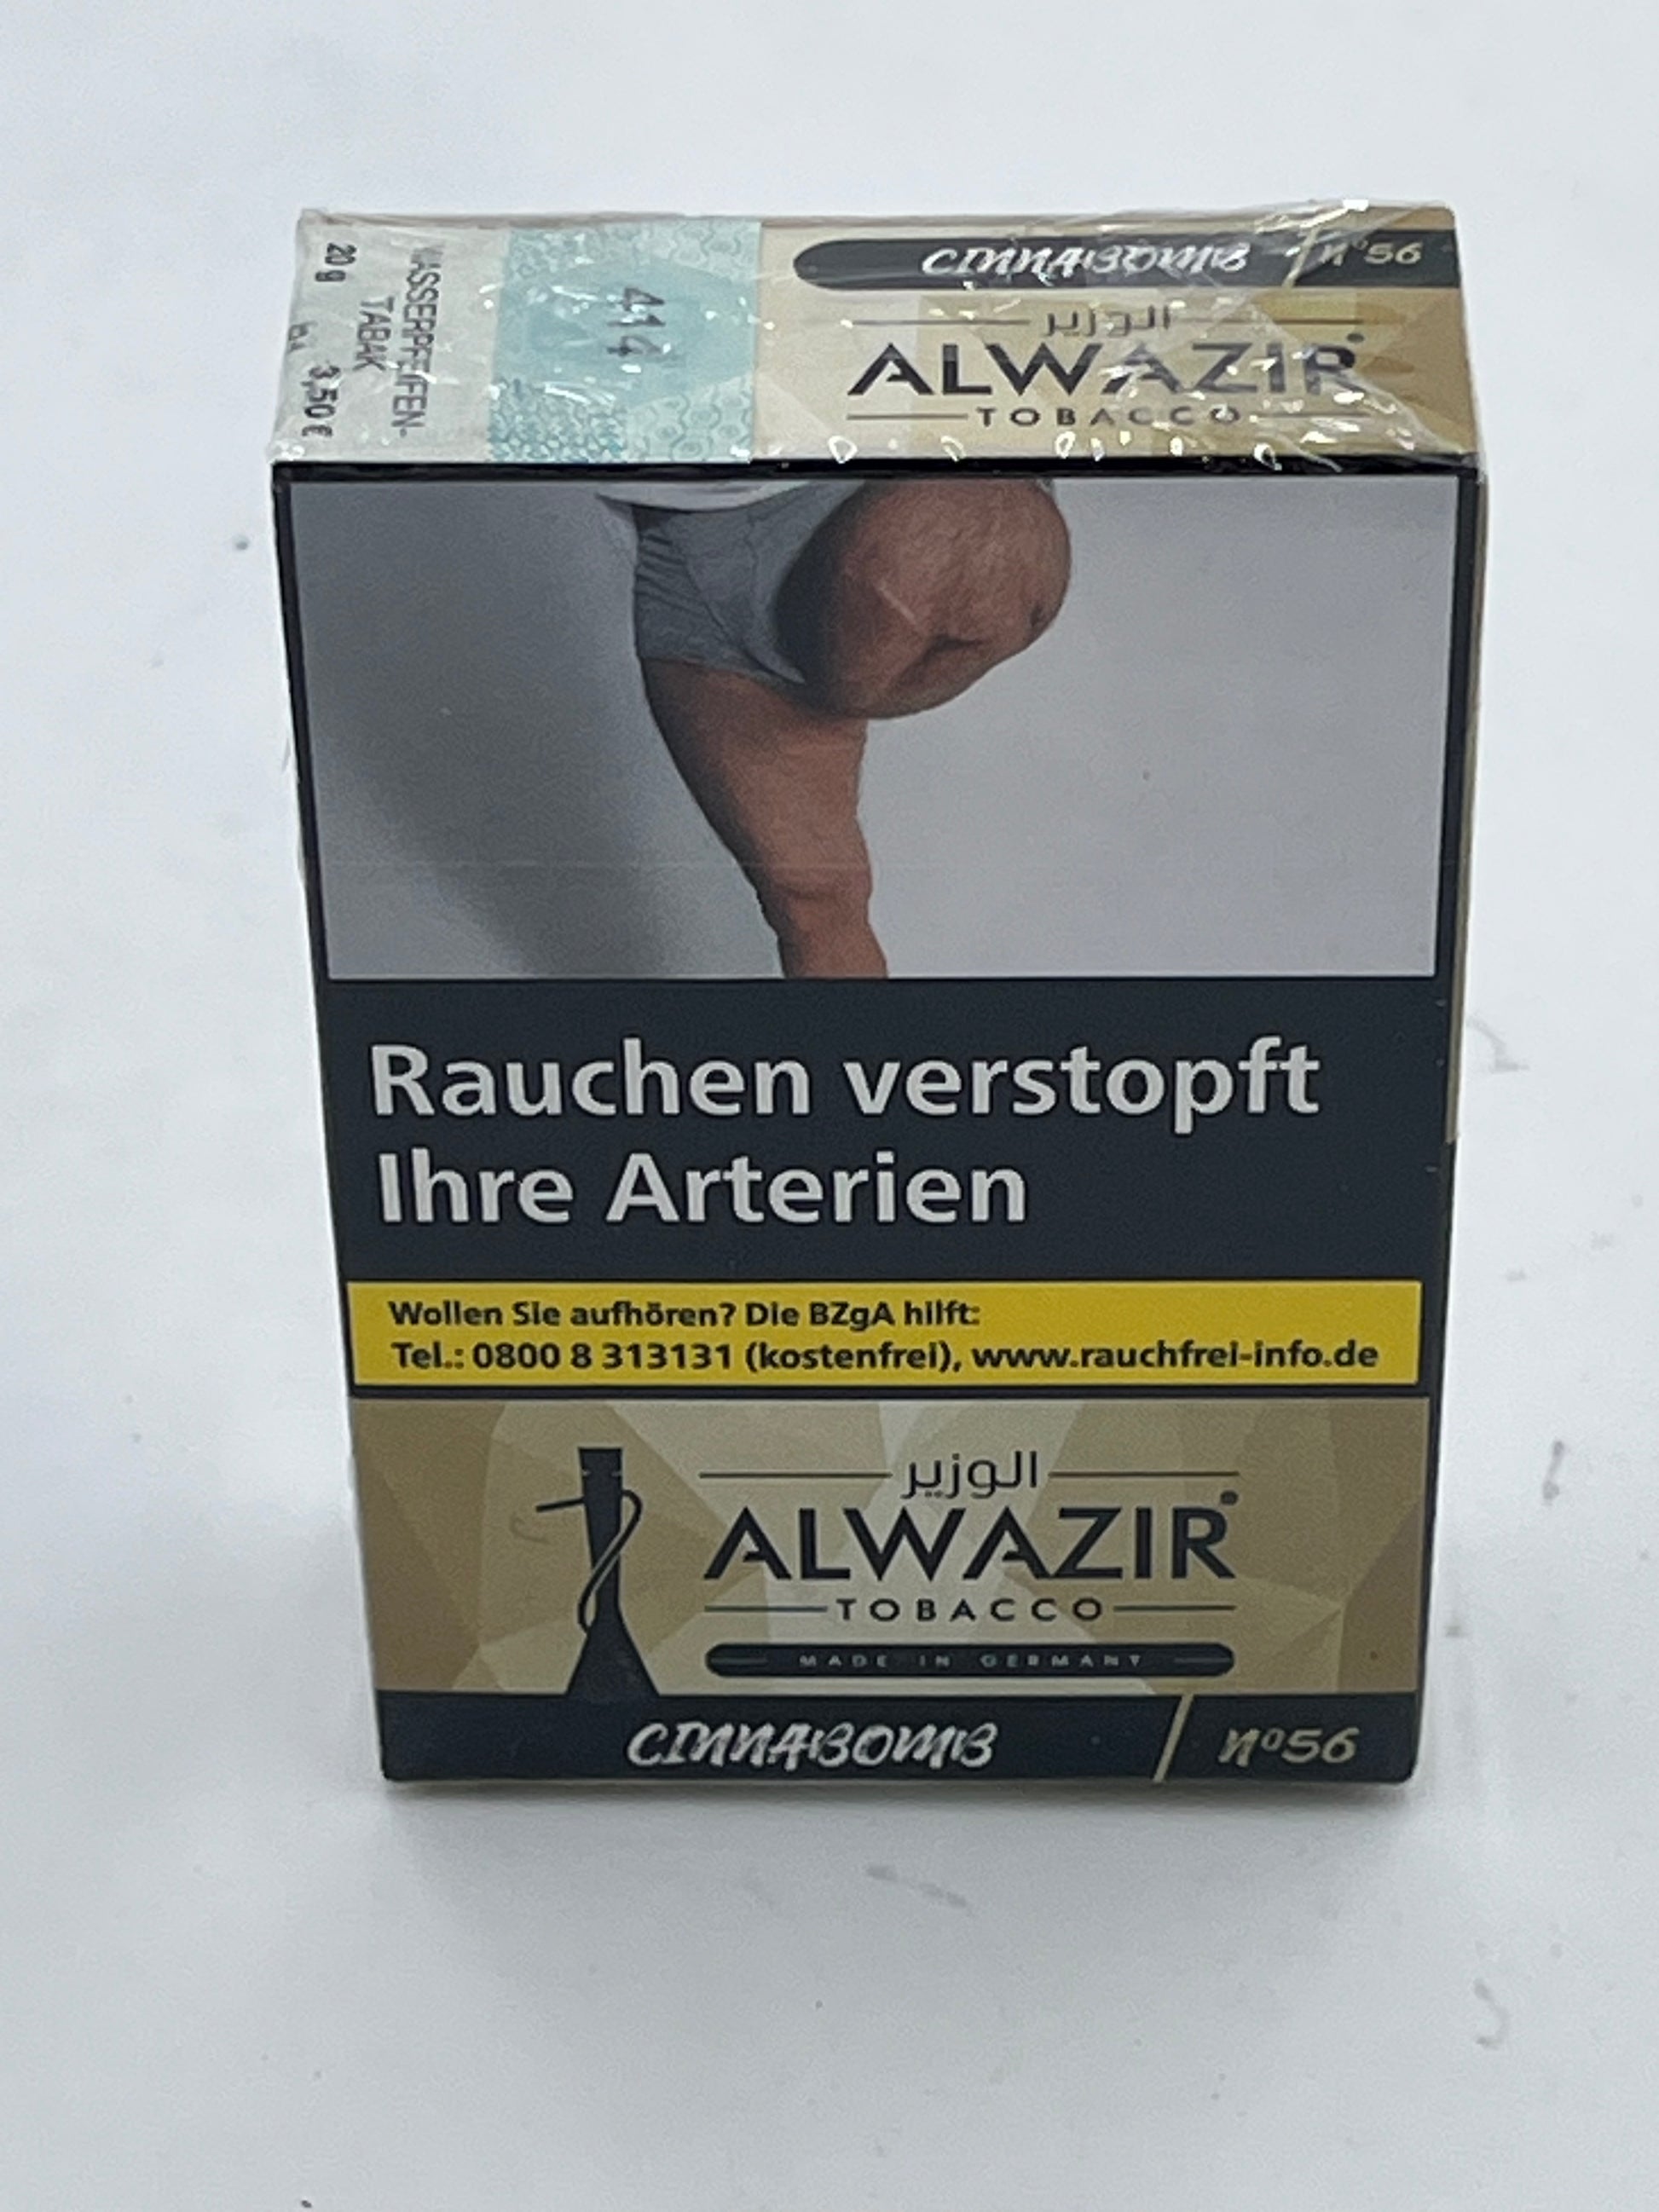 20 g
3,50 €
WASSERPFEIFEN-
TABAK
414
CINNABOMB
n°56
الوزير
ALWAZIR
TOBACCO
Rauchen verstopft
Ihre Arterien
Wollen Sie aufhören? Die BZgA hilft:
Tel.: 0800 8 313131 (kostenfrei), www.rauchfrei-info.de
الوزير
ALWAZIR®
TOBACCO
MADE IN GERMANY
CINNABOMB
n°56